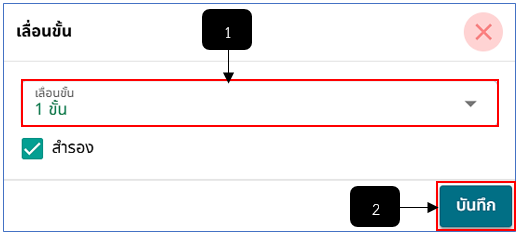 เลื่อนขั้น
1
เลื่อนขั้น
1 ขั้น
สำรอง
2
บันทึก